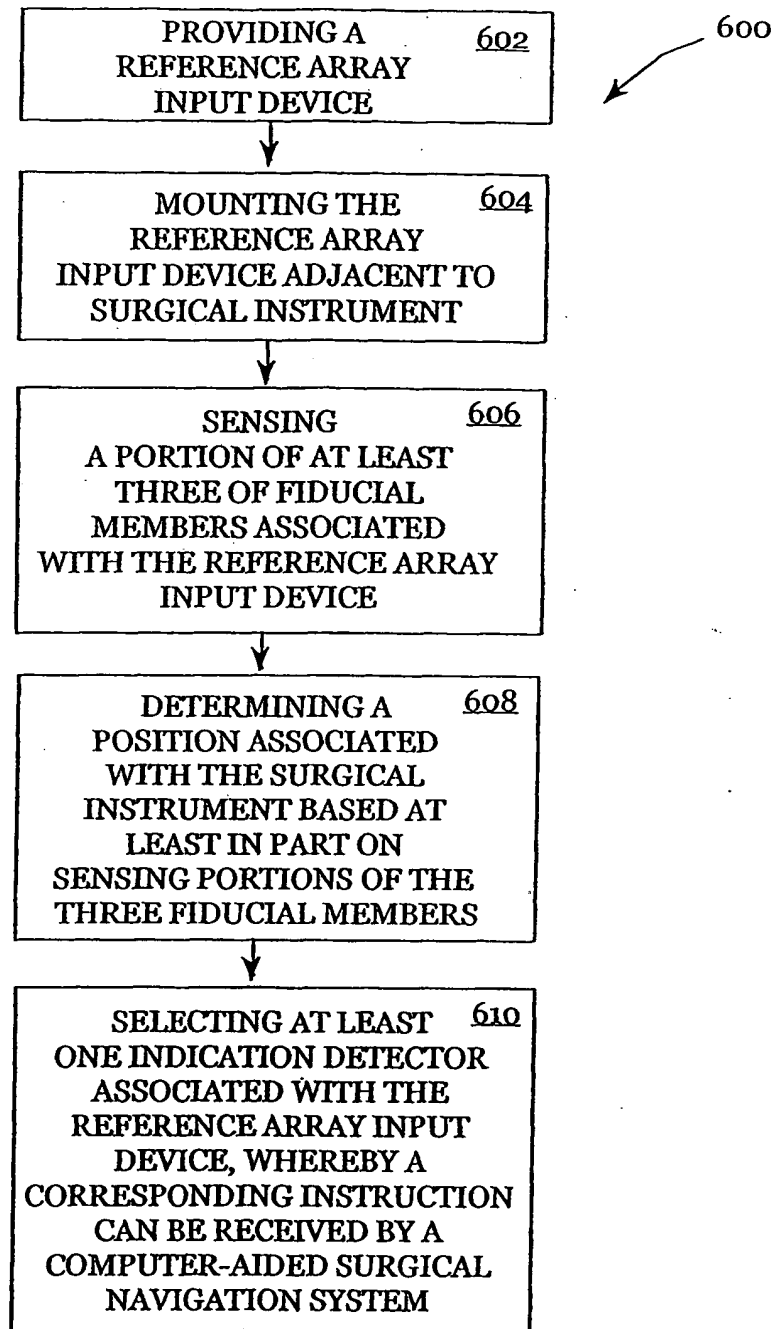 600
PROVIDING A 602
REFERENCE ARRAY
INPUT DEVICE
MOUNTING THE 604
REFERENCE ARRAY
INPUT DEVICE ADJACENT TO
SURGICAL INSTRUMENT
SENSING 606
A PORTION OF AT LEAST
THREE OF FIDUCIAL
MEMBERS ASSOCIATED
WITH THE REFERENCE ARRAY
INPUT DEVICE
DETERMINING A 608
POSITION ASSOCIATED
WITH THE SURGICAL
INSTRUMENT BASED AT
LEAST IN PART ON
SENSING PORTIONS OF THE
THREE FIDUCIAL MEMBERS
SELECTING AT LEAST 610
ONE INDICATION DETECTOR
ASSOCIATED WITH THE
REFERENCE ARRAY INPUT
DEVICE, WHEREBY A
CORRESPONDING INSTRUCTION
CAN BE RECEIVED BY A
COMPUTER-AIDED SURGICAL
NAVIGATION SYSTEM